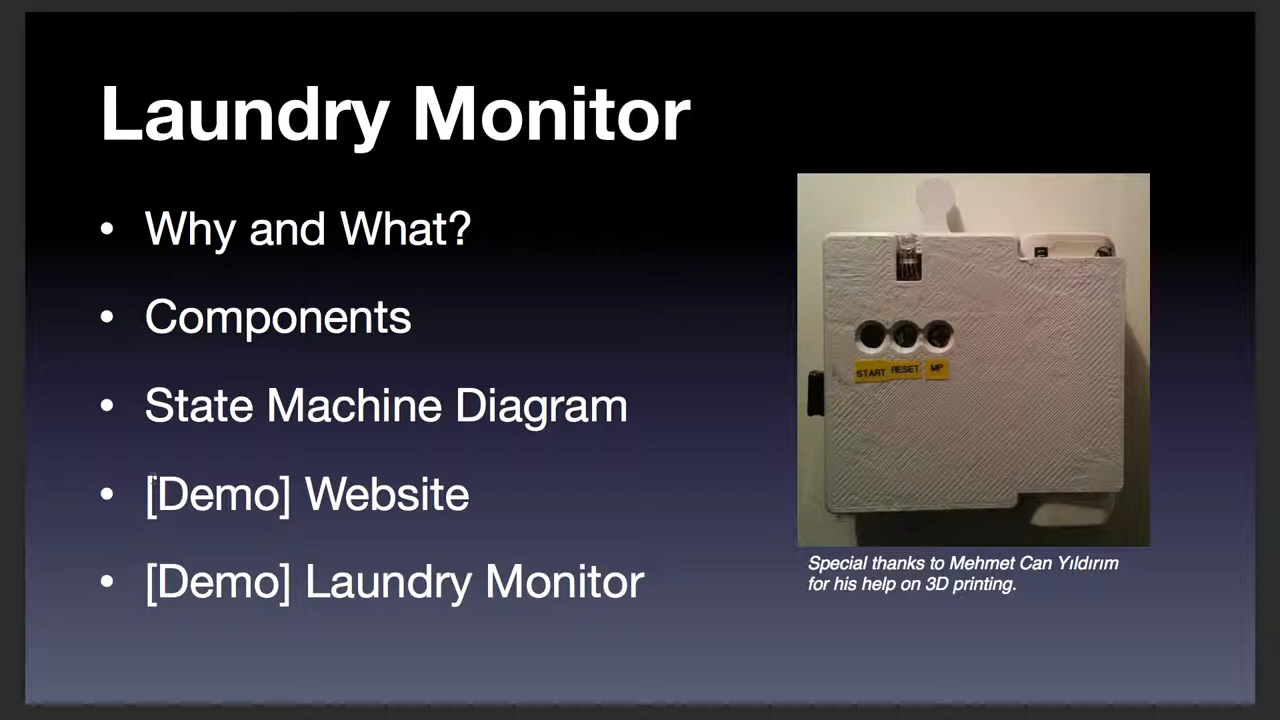 Laundry Monitor
• Why and What?
• Components
• State Machine Diagram
• [Demo] Website
• [Demo] Laundry Monitor
START RESET MP
Special thanks to Mehmet Can Yıldırım
for his help on 3D printing.